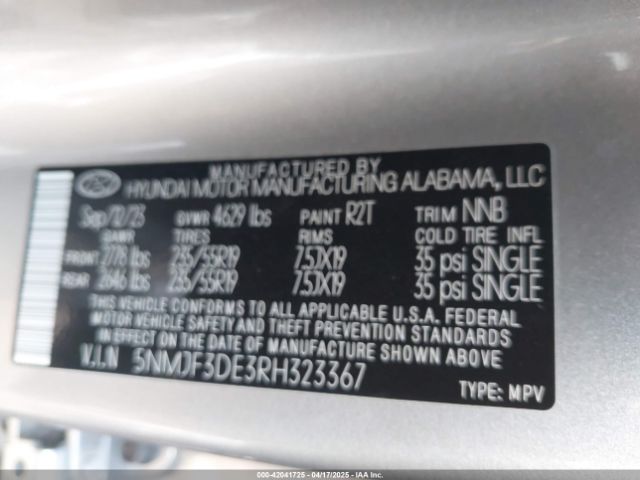 MANUFACTURED BY
HYUNDAI MOTOR MANUFACTURING ALABAMA, LLC
Sep/12/23 GVWR 4629 lbs PAINT R2T TRIM NNB
GAWR TIRES RIMS COLD TIRE INFL
FRONT 2778 lbs 235/55R19 7.5JX19 35 psi SINGLE
REAR 2646 lbs 235/55R19 7.5JX19 35 psi SINGLE
THIS VEHICLE CONFORMS TO ALL APPLICABLE U.S.A. FEDERAL
MOTOR VEHICLE SAFETY AND THEFT PREVENTION STANDARDS
IN EFFECT ON THE DATE OF MANUFACTURE SHOWN ABOVE
V.I.N 5NMJF3DE3RH323367
TYPE: MPV
000-42041725 - 04/17/2025 - IAAI.COM